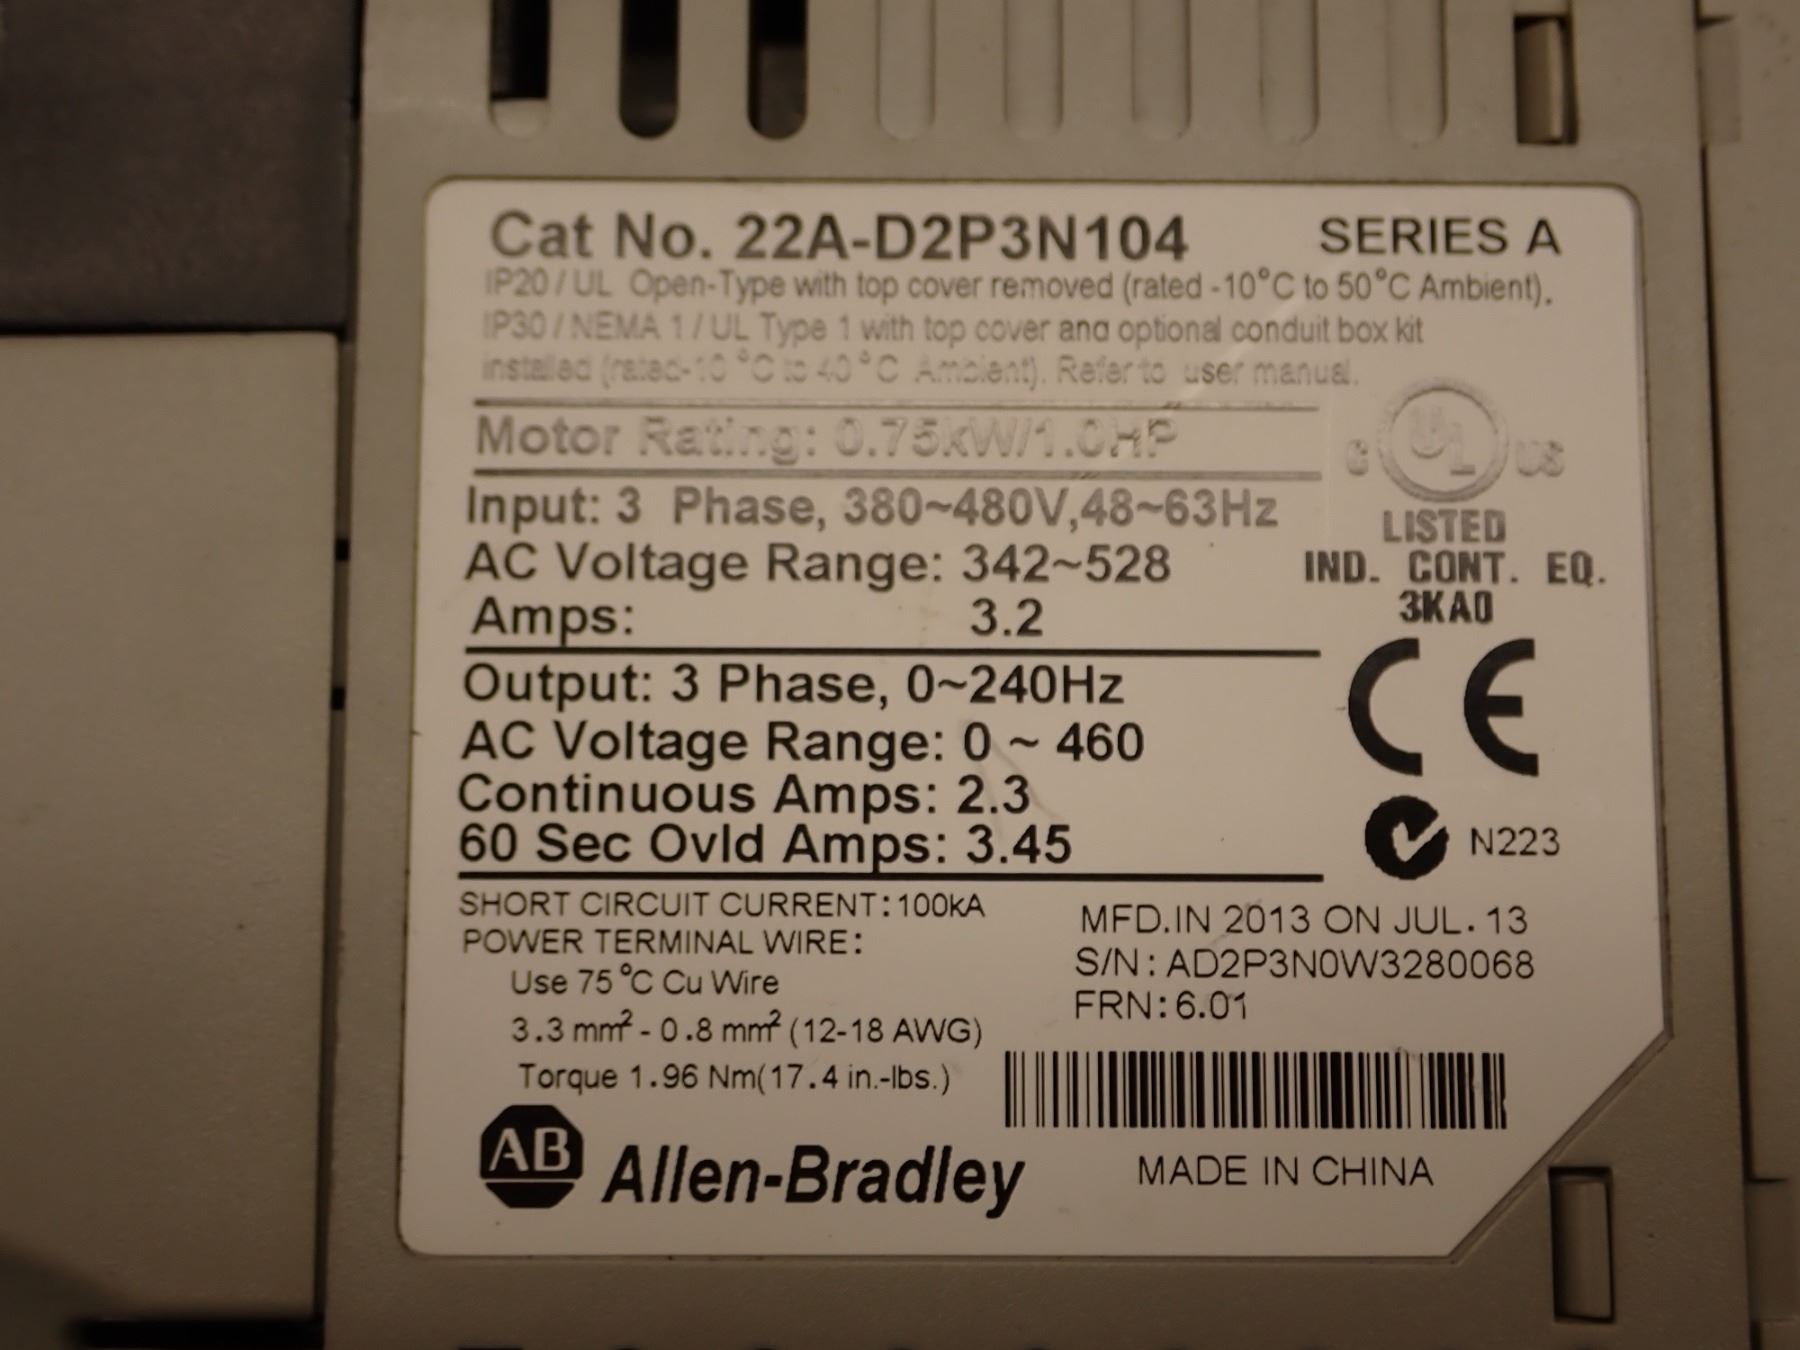 Cat No. 22A-D2P3N104 SERIES A
IP20 / UL Open-Type with top cover removed (rated -10°C to 50°C Ambient).
IP30 / NEMA 1 / UL Type 1 with top cover and optional conduit box kit
installed (rated-10 °C to 40 °C Ambient). Refer to user manual.
Motor Rating: 0.75kW/1.0HP
Input: 3 Phase, 380~480V,48~63Hz
AC Voltage Range: 342~528
Amps: 3.2
C UL US
LISTED
IND. CONT. EQ.
3KA0
Output: 3 Phase, 0~240Hz
AC Voltage Range: 0 ~ 460
Continuous Amps: 2.3
60 Sec Ovld Amps: 3.45
CE
N223
SHORT CIRCUIT CURRENT: 100kA
POWER TERMINAL WIRE:
Use 75 °C Cu Wire
3.3 mm² - 0.8 mm² (12-18 AWG)
Torque 1.96 Nm(17.4 in.-lbs.)
MFD.IN 2013 ON JUL. 13
S/N: AD2P3N0W3280068
FRN: 6.01
AB Allen-Bradley
MADE IN CHINA